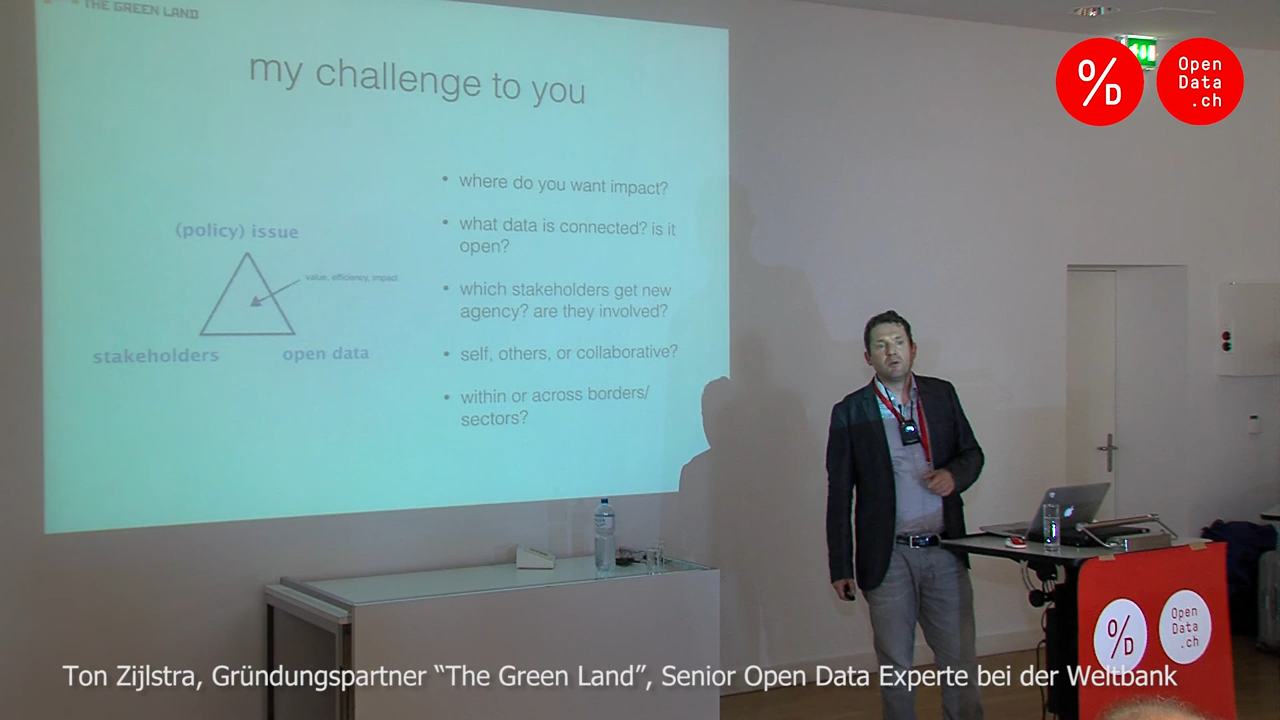 THE GREEN LAND
my challenge to you
(policy) issue
value, efficiency, impact
stakeholders
open data
• where do you want impact?
• what data is connected? is it
open?
• which stakeholders get new
agency? are they involved?
• self, others, or collaborative?
• within or across borders/
sectors?
%D
Open
Data
.ch
%D
Open
Data
.ch
Ton Zijlstra, Gründungspartner “The Green Land”, Senior Open Data Experte bei der Weltbank